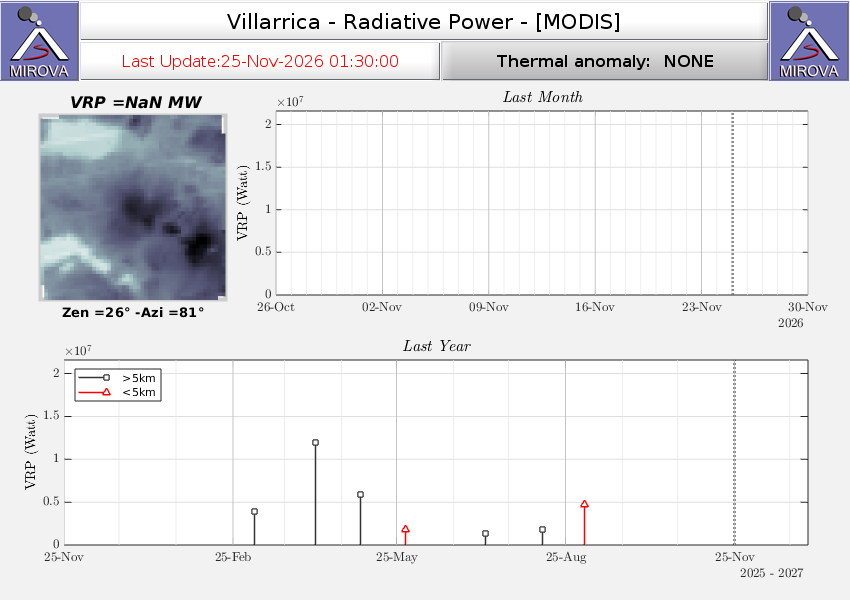 Villarrica - Radiative Power - [MODIS]
MIROVA
Last Update:25-Nov-2026 01:30:00
Thermal anomaly: NONE
MIROVA
VRP =NaN MW
Zen =26° -Azi =81°
Last Month
×10⁷
VRP (Watt)
2
1.5
1
0.5
0
26-Oct 02-Nov 09-Nov 16-Nov 23-Nov 30-Nov
2026
Last Year
×10⁷
VRP (Watt)
2
1.5
1
0.5
0
>5km
<5km
25-Nov 25-Feb 25-May 25-Aug 25-Nov
2025 - 2027